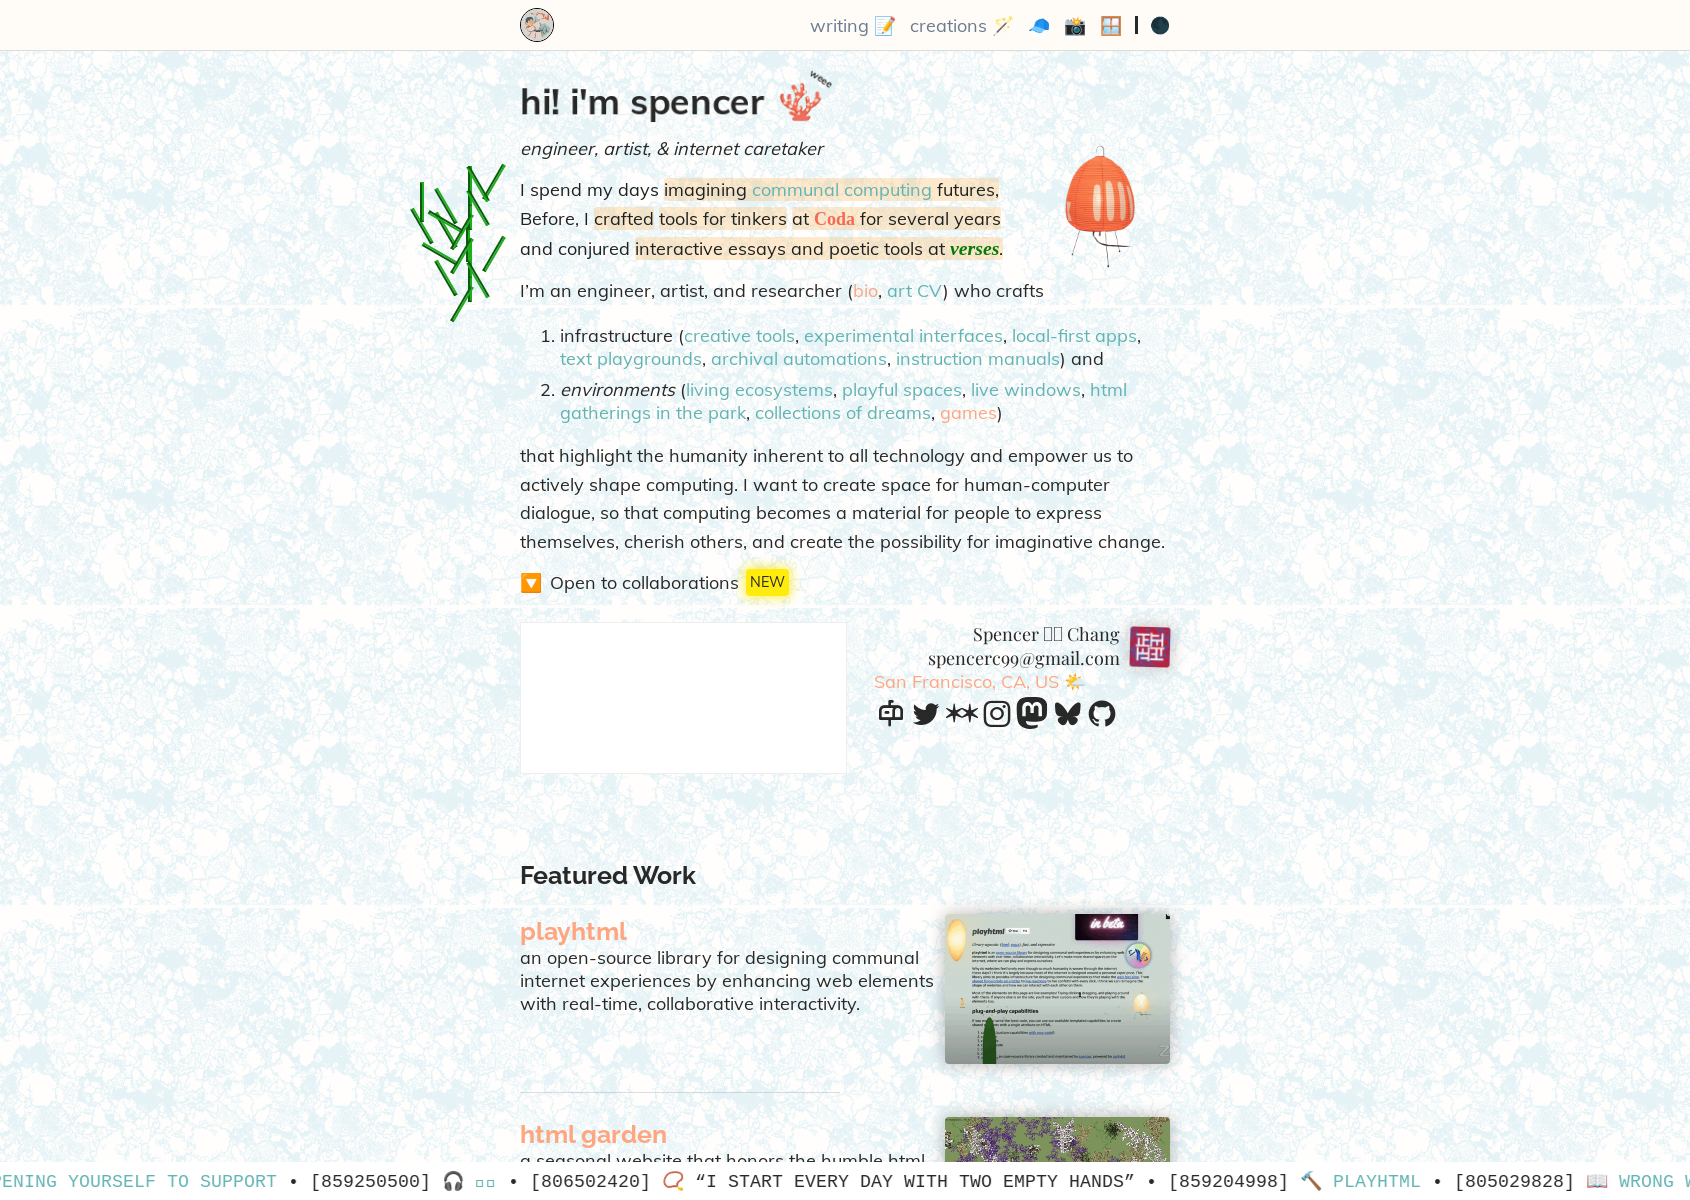 writing 📝 creations 🪄 🧢 📸 🪟 | 🌑
hi! i'm spencer
weee
engineer, artist, & internet caretaker
I spend my days imagining communal computing futures,
Before, I crafted tools for tinkers at Coda for several years
and conjured interactive essays and poetic tools at verses.
I'm an engineer, artist, and researcher (bio, art CV) who crafts
1. infrastructure (creative tools, experimental interfaces, local-first apps,
text playgrounds, archival automations, instruction manuals) and
2. environments (living ecosystems, playful spaces, live windows, html
gatherings in the park, collections of dreams, games)
that highlight the humanity inherent to all technology and empower us to
actively shape computing. I want to create space for human-computer
dialogue, so that computing becomes a material for people to express
themselves, cherish others, and create the possibility for imaginative change.
🔽 Open to collaborations NEW
Spencer Chang
spencerc99@gmail.com
San Francisco, CA, US 🌤️
Featured Work
playhtml
an open-source library for designing communal
internet experiences by enhancing web elements
with real-time, collaborative interactivity.
in beta
playhtml
plug-and-play capabilities
html garden
a seasonal website that honors the humble html
PENING YOURSELF TO SUPPORT • [859250500] 🎧 • [806502420] 📿 “I START EVERY DAY WITH TWO EMPTY HANDS” • [859204998] 🔨 PLAYHTML • [805029828] 📖 WRONG W